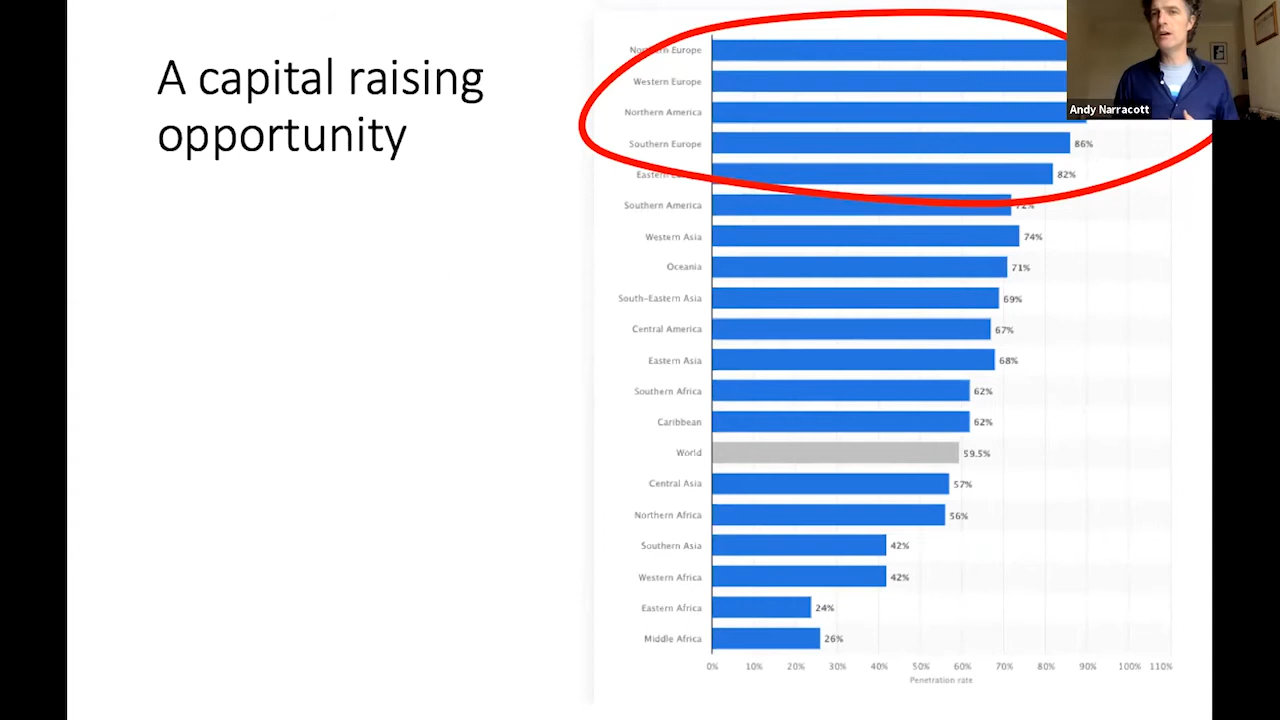 A capital raising
opportunity
Northern Europe
Western Europe
Andy Narracott
Northern America
Southern Europe 86%
Eastern 82%
Southern America 72%
Western Asia 74%
Oceania 71%
South-Eastern Asia 69%
Central America 67%
Eastern Asia 68%
Southern Africa 62%
Caribbean 62%
World 59.5%
Central Asia 57%
Northern Africa 56%
Southern Asia 42%
Western Africa 42%
Eastern Africa 24%
Middle Africa 26%
0% 10% 20% 30% 40% 50% 60% 70% 80% 90% 100% 110%
Penetration rate